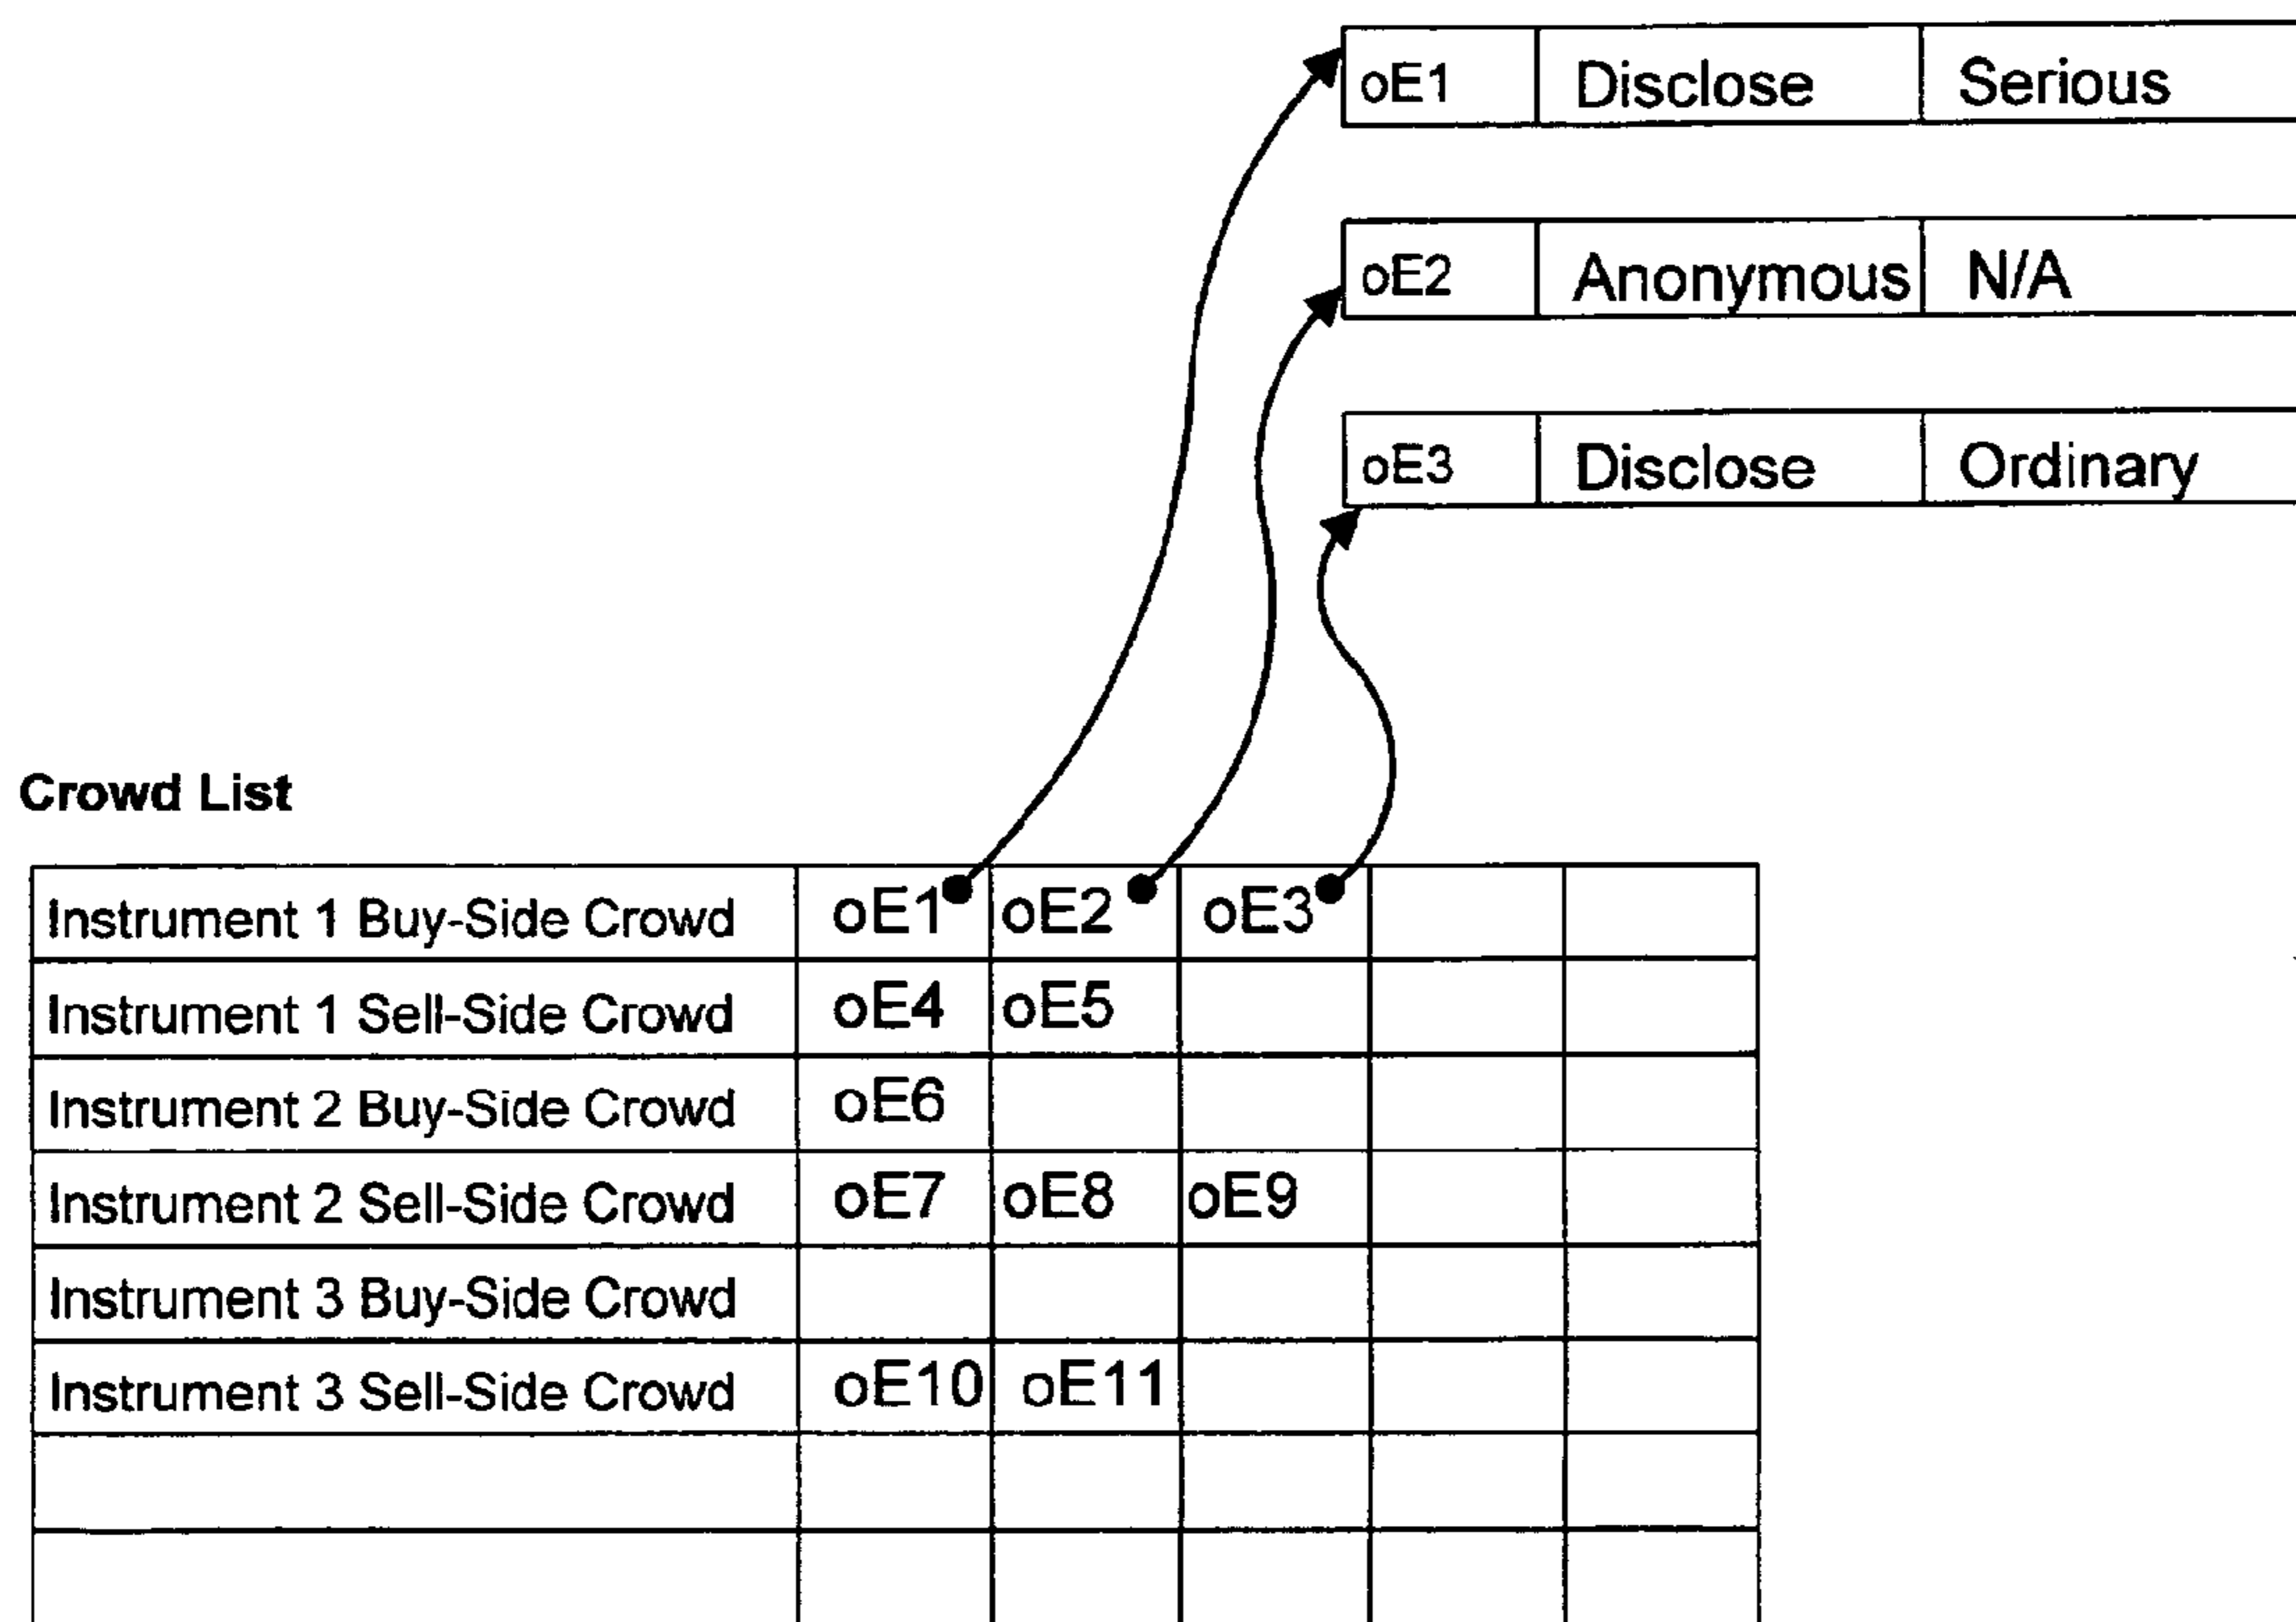 oE1 Disclose Serious
oE2 Anonymous N/A
oE3 Disclose Ordinary
Crowd List
Instrument 1 Buy-Side Crowd oE1 oE2 oE3
Instrument 1 Sell-Side Crowd oE4 oE5
Instrument 2 Buy-Side Crowd oE6
Instrument 2 Sell-Side Crowd oE7 oE8 oE9
Instrument 3 Buy-Side Crowd
Instrument 3 Sell-Side Crowd oE10 oE11